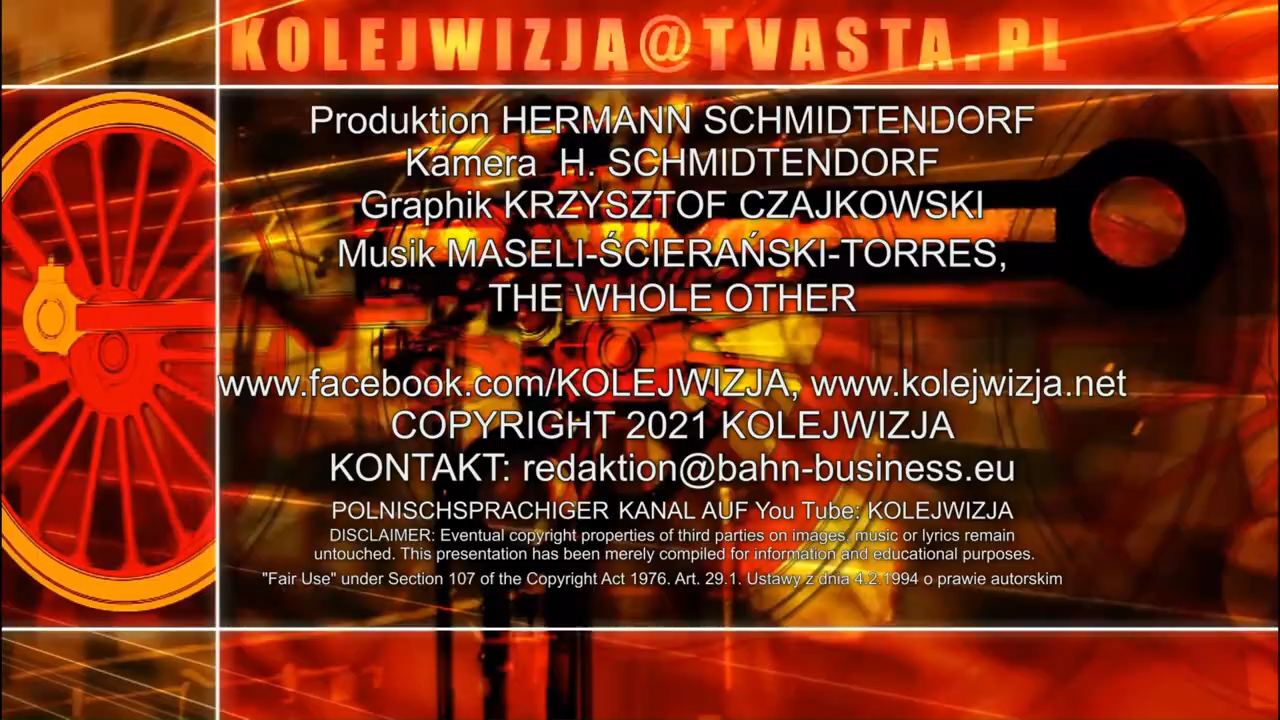 KOLEJWIZJA@TVASTA.PL
Produktion HERMANN SCHMIDTENDORF
Kamera H. SCHMIDTENDORF
Graphik KRZYSZTOF CZAJKOWSKI
Musik MASELI-ŚCIERAŃSKI-TORRES,
THE WHOLE OTHER
www.facebook.com/KOLEJWIZJA, www.kolejwizja.net
COPYRIGHT 2021 KOLEJWIZJA
KONTAKT: redaktion@bahn-business.eu
POLNISCHSPRACHIGER KANAL AUF You Tube: KOLEJWIZJA
DISCLAIMER: Eventual copyright properties of third parties on images, music or lyrics remain
untouched. This presentation has been merely compiled for information and educational purposes.
"Fair Use" under Section 107 of the Copyright Act 1976. Art. 29.1. Ustawy z dnia 4.2.1994 o prawie autorskim